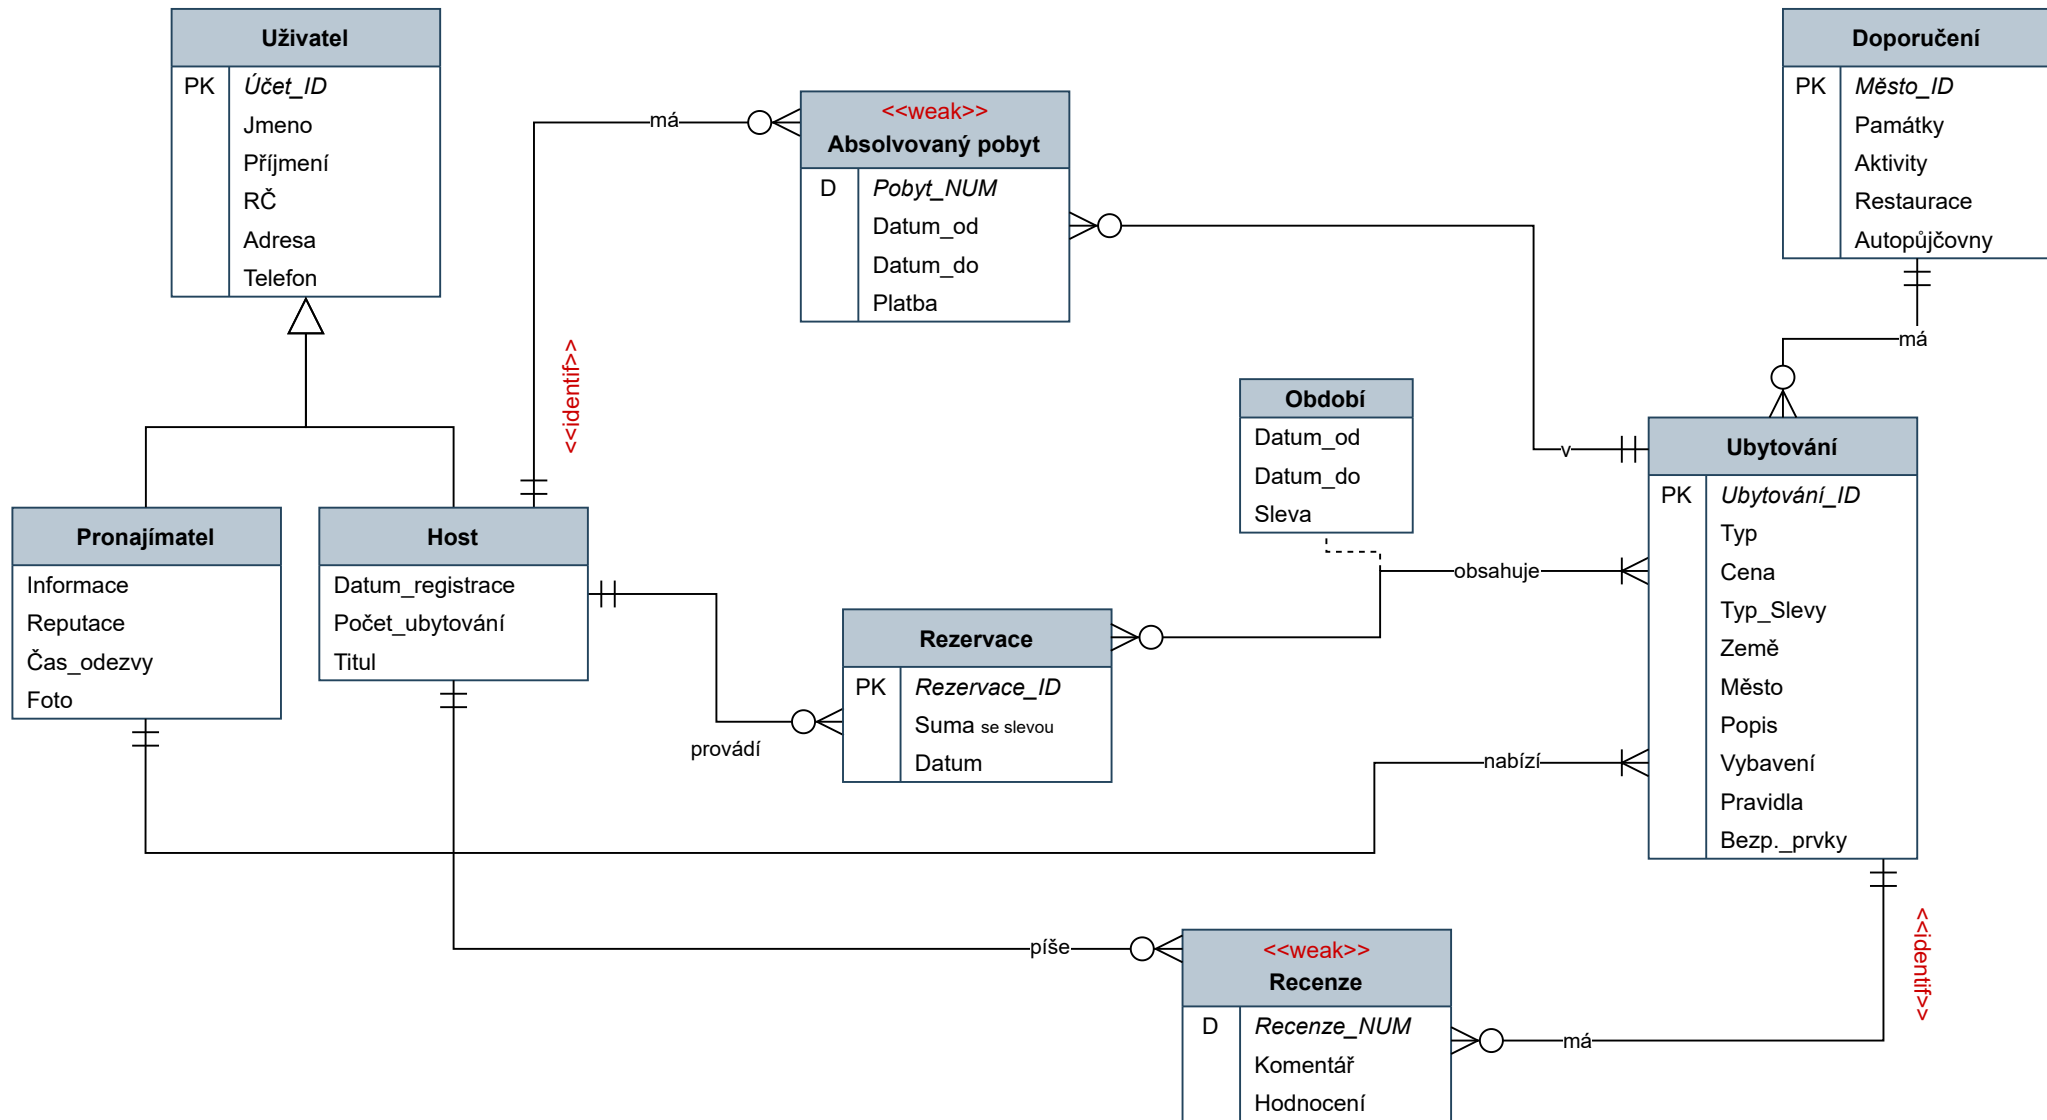 Uživatel
PK Účet_ID
Jmeno
Příjmení
RČ
Adresa
Telefon
Doporučení
PK Město_ID
Památky
Aktivity
Restaurace
Autopůjčovny
má
<<weak>>
Absolvovaný pobyt
D Pobyt_NUM
Datum_od
Datum_do
Platba
<<identif>>
má
Období
Datum_od
Datum_do
Sleva
v
Ubytování
PK Ubytování_ID
Typ
Cena
Typ_Slevy
Země
Město
Popis
Vybavení
Pravidla
Bezp._prvky
Pronajímatel
Informace
Reputace
Čas_odezvy
Foto
Host
Datum_registrace
Počet_ubytování
Titul
obsahuje
Rezervace
PK Rezervace_ID
Suma se slevou
Datum
provádí
nabízí
píše
<<weak>>
Recenze
D Recenze_NUM
Komentář
Hodnocení
má
<<identif>>